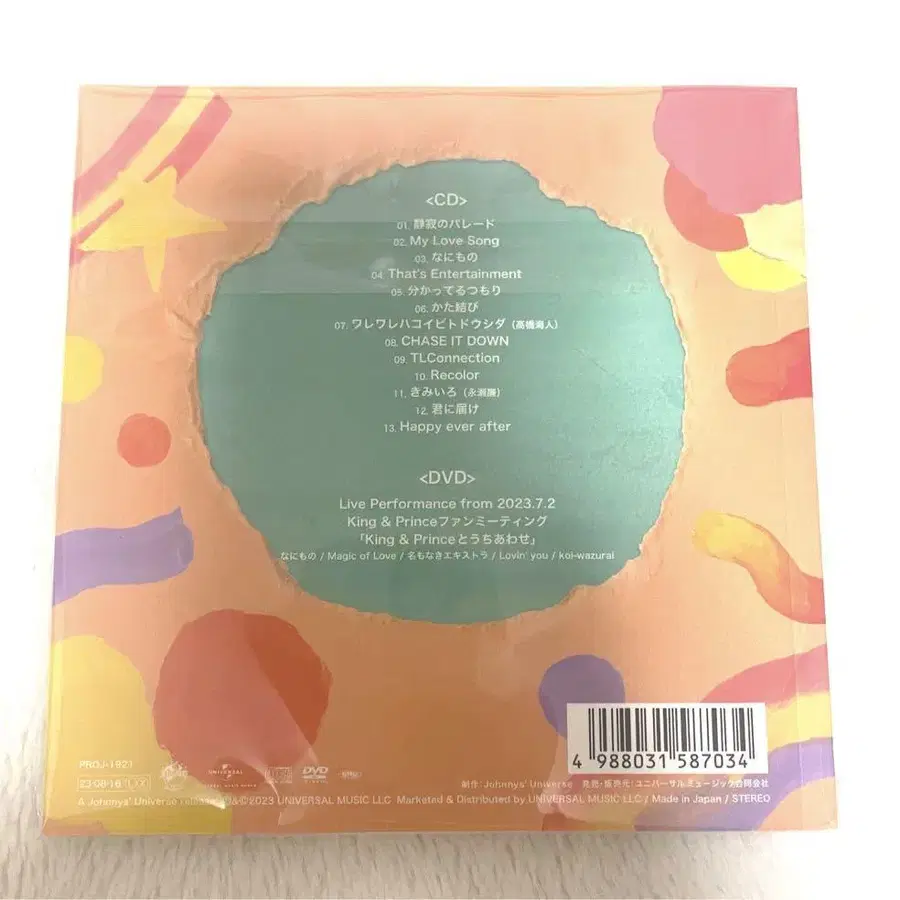 <CD>
01. 静寂のパレード
02. My Love Song
03. なにもの
04. That's Entertainment
05. 分かってるつもり
06. かた結び
07. ワレワレハコイビトドウシダ (髙橋海人)
08. CHASE IT DOWN
09. TLConnection
10. Recolor
11. きみいろ (永瀬廉)
12. 君に届け
13. Happy ever after
<DVD>
Live Performance from 2023.7.2
King & Princeファンミーティング
「King & Princeとうちあわせ」
なにもの / Magic of Love / 名もなきエキストラ / Lovin' you / koi-wazurai
4 988031 587034
PROJ-1921
23・08・16
UNIVERSAL
DVD
制作: Johnnys' Universe 発売・販売元: ユニバーサル ミュージック合同会社
A Johnnys' Universe release ℗&©2023 UNIVERSAL MUSIC LLC Marketed & Distributed by UNIVERSAL MUSIC LLC / Made in Japan / STEREO